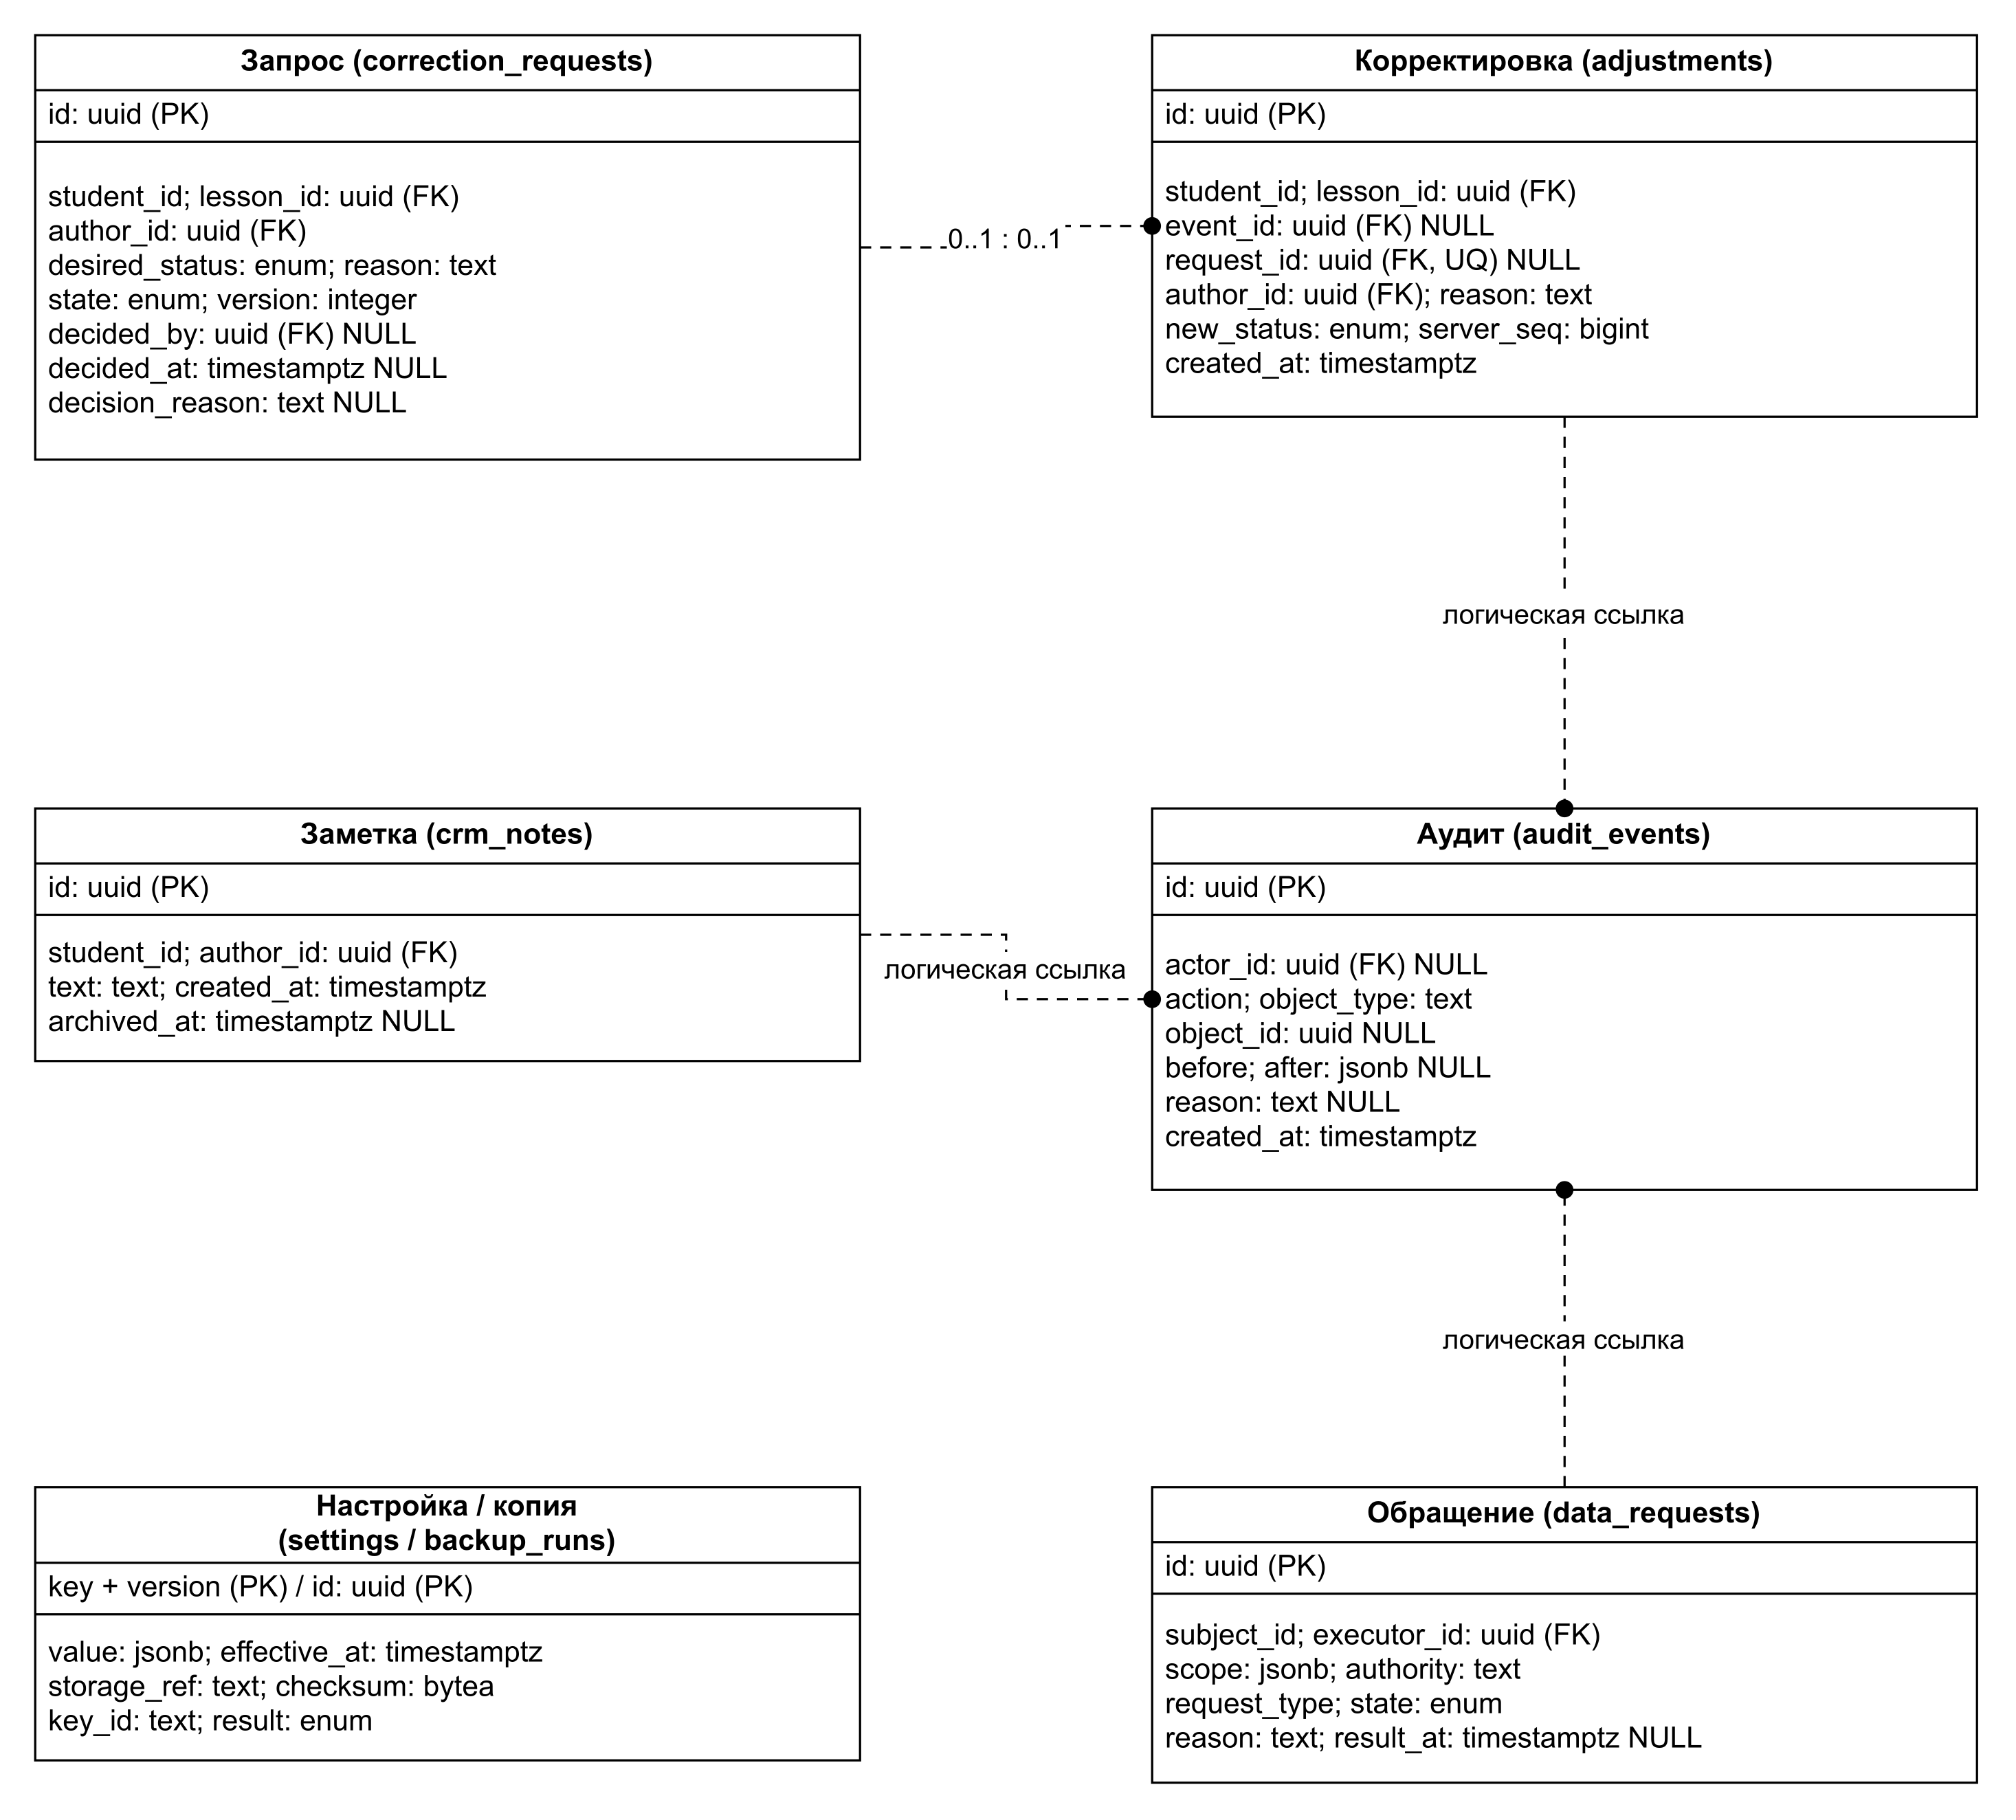 Запрос (correction_requests)
id: uuid (PK)
student_id; lesson_id: uuid (FK)
author_id: uuid (FK)
desired_status: enum; reason: text
state: enum; version: integer
decided_by: uuid (FK) NULL
decided_at: timestamptz NULL
decision_reason: text NULL
0..1 : 0..1
Корректировка (adjustments)
id: uuid (PK)
student_id; lesson_id: uuid (FK)
event_id: uuid (FK) NULL
request_id: uuid (FK, UQ) NULL
author_id: uuid (FK); reason: text
new_status: enum; server_seq: bigint
created_at: timestamptz
логическая ссылка
Заметка (crm_notes)
id: uuid (PK)
student_id; author_id: uuid (FK)
text: text; created_at: timestamptz
archived_at: timestamptz NULL
логическая ссылка
Аудит (audit_events)
id: uuid (PK)
actor_id: uuid (FK) NULL
action; object_type: text
object_id: uuid NULL
before; after: jsonb NULL
reason: text NULL
created_at: timestamptz
логическая ссылка
Настройка / копия
(settings / backup_runs)
key + version (PK) / id: uuid (PK)
value: jsonb; effective_at: timestamptz
storage_ref: text; checksum: bytea
key_id: text; result: enum
Обращение (data_requests)
id: uuid (PK)
subject_id; executor_id: uuid (FK)
scope: jsonb; authority: text
request_type; state: enum
reason: text; result_at: timestamptz NULL